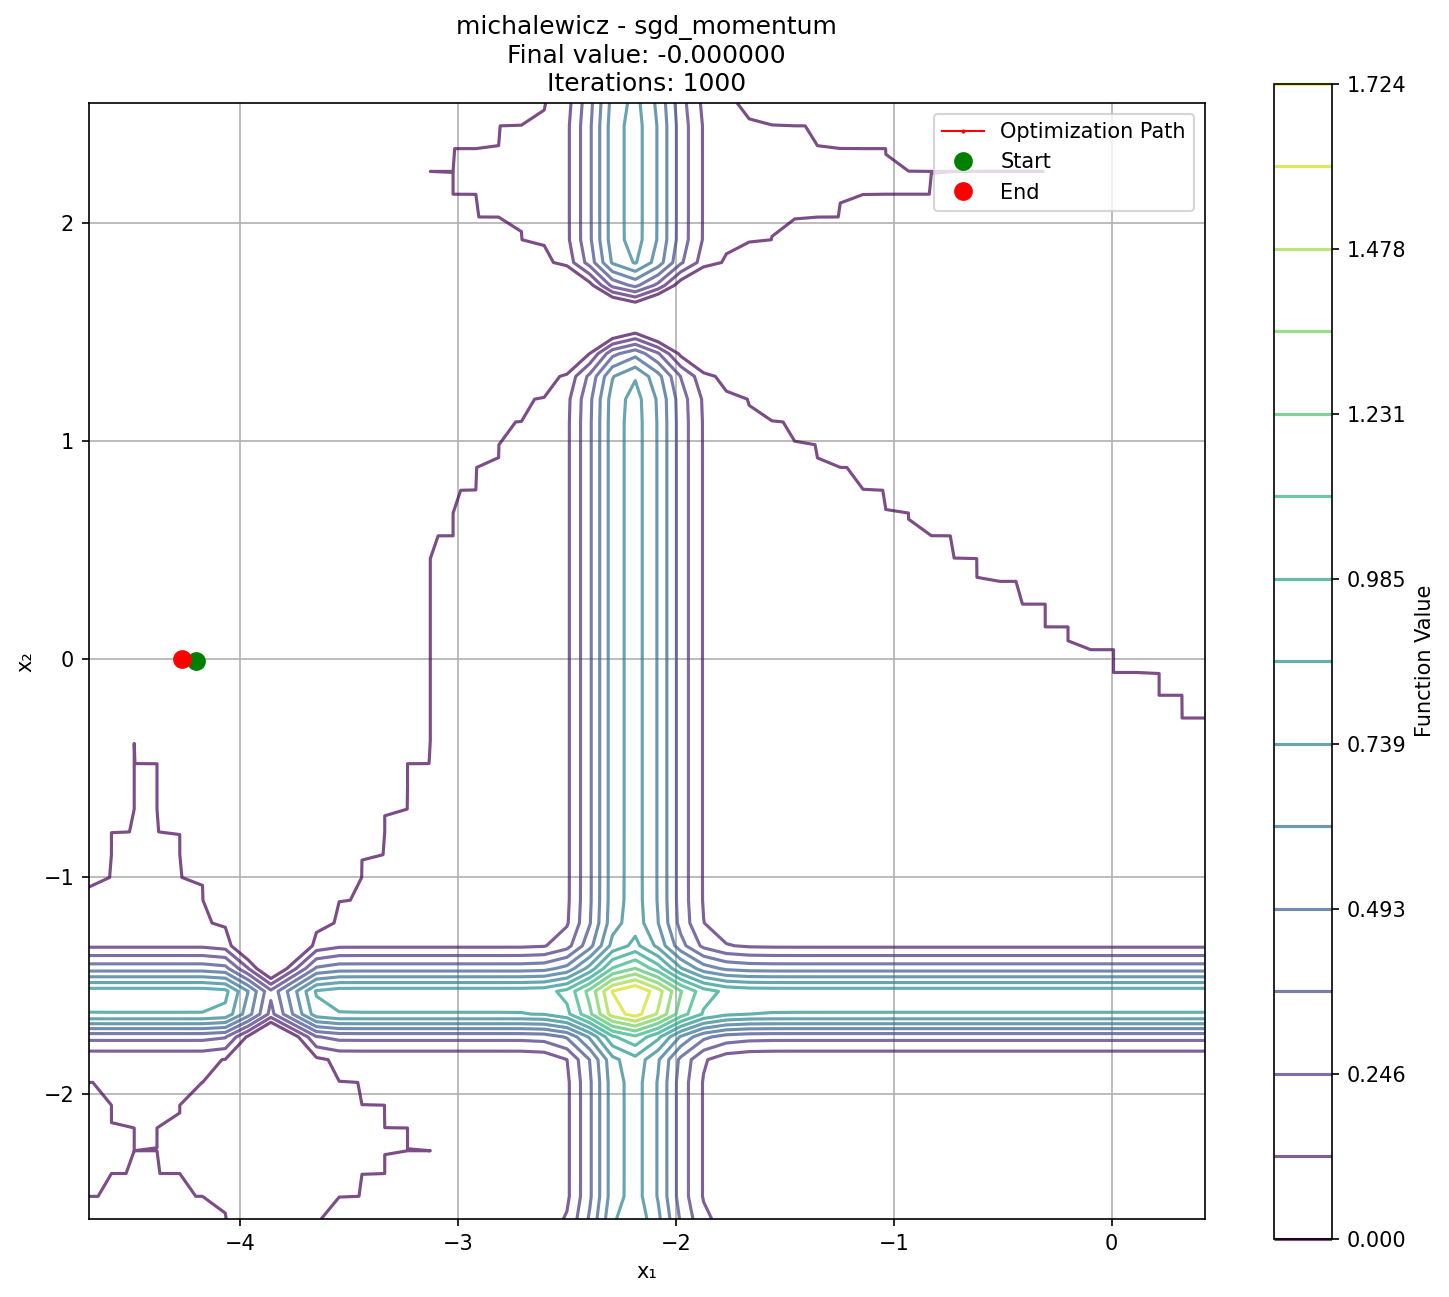 michalewicz - sgd_momentum
Final value: -0.000000
Iterations: 1000
Optimization Path
Start
End
2
1
0
−1
−2
x₂
−4
−3
−2
−1
0
x₁
1.724
1.478
1.231
0.985
0.739
0.493
0.246
0.000
Function Value